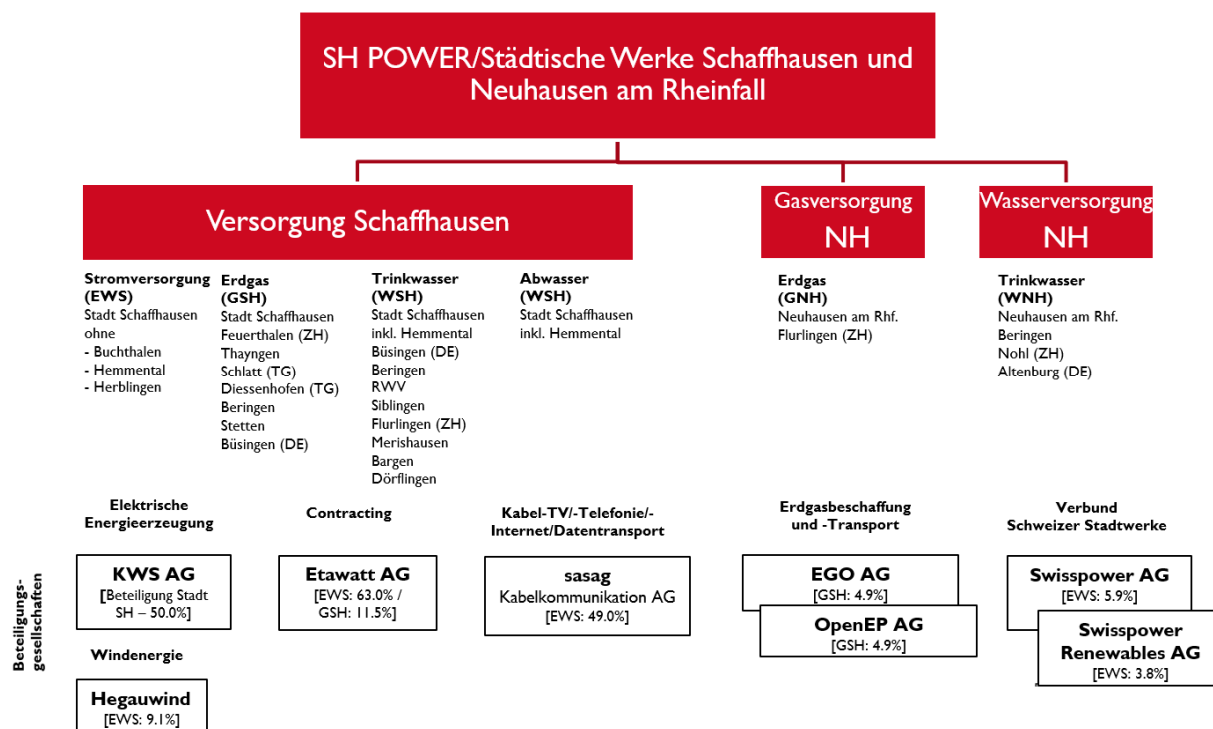 SH POWER/Städtische Werke Schaffhausen und
Neuhausen am Rheinfall
Versorgung Schaffhausen
Gasversorgung
NH
Wasserversorgung
NH
Stromversorgung
(EWS)
Stadt Schaffhausen
ohne
- Buchthalen
- Hemmental
- Herblingen
Erdgas
(GSH)
Stadt Schaffhausen
Feuerthalen (ZH)
Thayngen
Schlatt (TG)
Diessenhofen (TG)
Beringen
Stetten
Büsingen (DE)
Trinkwasser
(WSH)
Stadt Schaffhausen
inkl. Hemmental
Büsingen (DE)
Beringen
RWV
Siblingen
Flurlingen (ZH)
Merishausen
Bargen
Dörflingen
Abwasser
(WSH)
Stadt Schaffhausen
inkl. Hemmental
Erdgas
(GNH)
Neuhausen am Rhf.
Flurlingen (ZH)
Trinkwasser
(WNH)
Neuhausen am Rhf.
Beringen
Nohl (ZH)
Altenburg (DE)
Beteiligungs-
gesellschaften
Elektrische
Energieerzeugung
KWS AG
[Beteiligung Stadt
SH – 50.0%]
Windenergie
Hegauwind
[EWS: 9.1%]
Contracting
Etawatt AG
[EWS: 63.0% /
GSH: 11.5%]
Kabel-TV/-Telefonie/-
Internet/Datentransport
sasag
Kabelkommunikation AG
[EWS: 49.0%]
Erdgasbeschaffung
und -Transport
EGO AG
[GSH: 4.9%]
OpenEP AG
[GSH: 4.9%]
Verbund
Schweizer Stadtwerke
Swisspower AG
[EWS: 5.9%]
Swisspower
Renewables AG
[EWS: 3.8%]